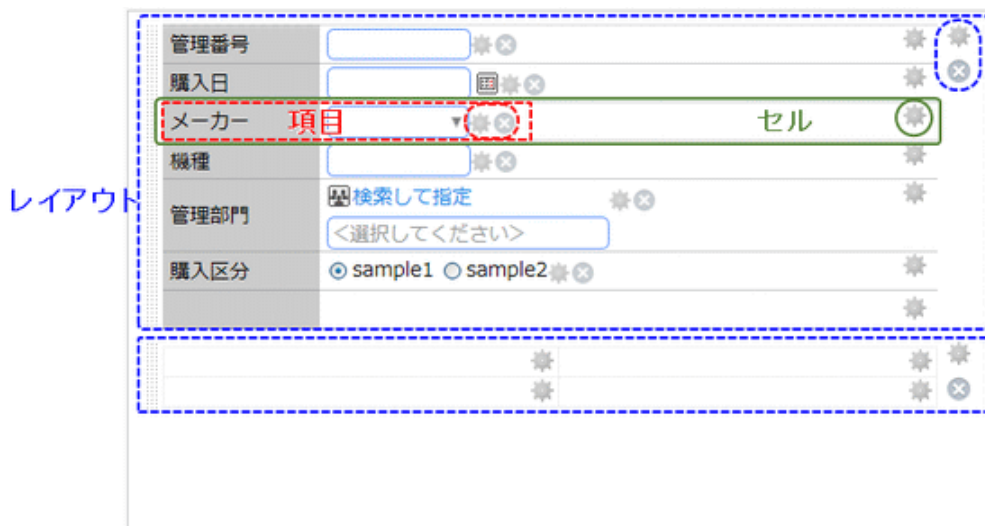 管理番号
購入日
メーカー 項目 セル
機種
レイアウト
管理部門 検索して指定
<選択してください>
購入区分 sample1 sample2